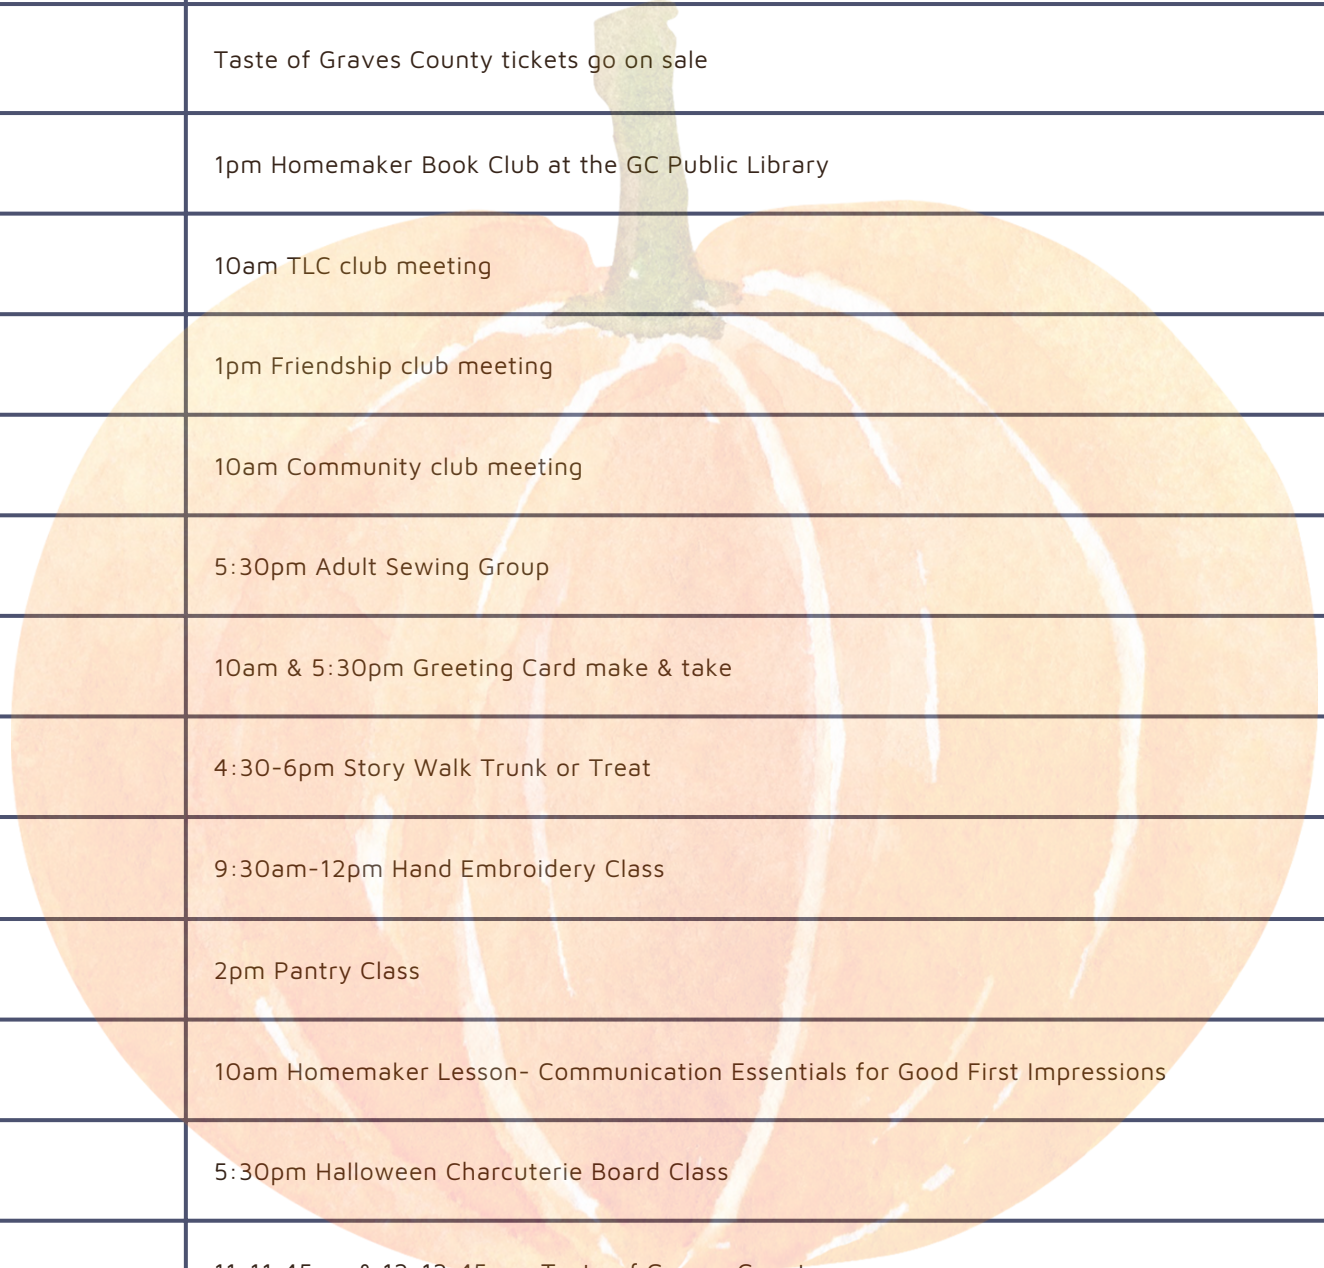 Taste of Graves County tickets go on sale
1pm Homemaker Book Club at the GC Public Library
10am TLC club meeting
1pm Friendship club meeting
10am Community club meeting
5:30pm Adult Sewing Group
10am & 5:30pm Greeting Card make & take
4:30-6pm Story Walk Trunk or Treat
9:30am-12pm Hand Embroidery Class
2pm Pantry Class
10am Homemaker Lesson- Communication Essentials for Good First Impressions
5:30pm Halloween Charcuterie Board Class